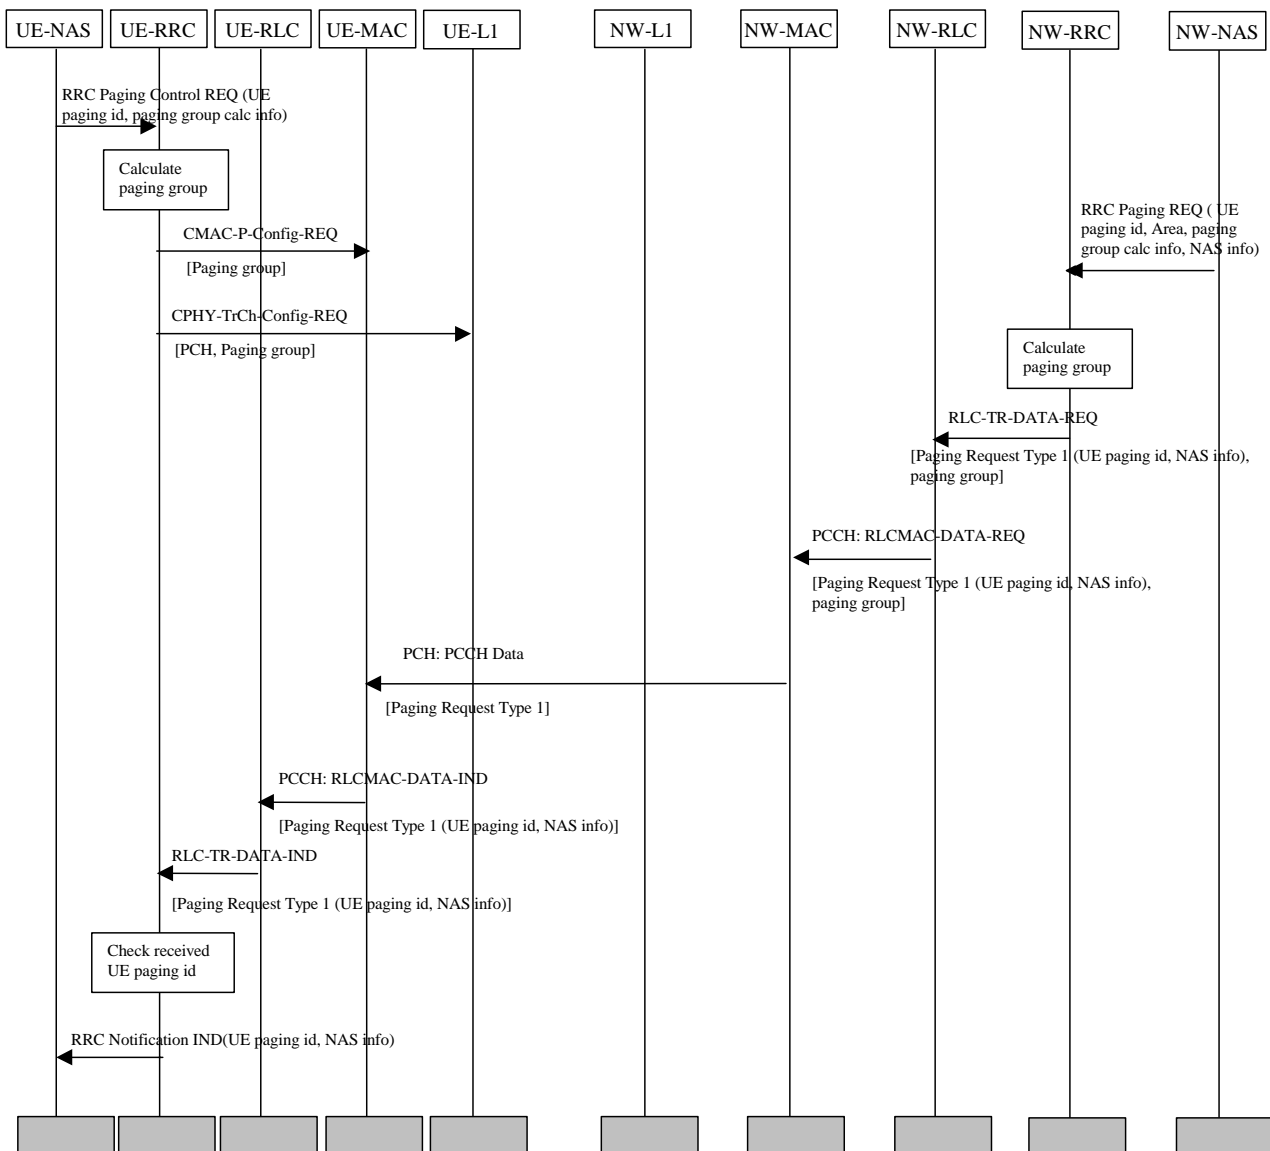 UE-NAS
UE-RRC
UE-RLC
UE-MAC
UE-L1
NW-L1
NW-MAC
NW-RLC
NW-RRC
NW-NAS
RRC Paging Control REQ (UE
paging id, paging group calc info)
Calculate
paging group
RRC Paging REQ ( UE
paging id, Area, paging
group calc info, NAS info)
CMAC-P-Config-REQ
[Paging group]
CPHY-TrCh-Config-REQ
[PCH, Paging group]
Calculate
paging group
RLC-TR-DATA-REQ
[Paging Request Type 1 (UE paging id, NAS info),
paging group]
PCCH: RLCMAC-DATA-REQ
[Paging Request Type 1 (UE paging id, NAS info),
paging group]
PCH: PCCH Data
[Paging Request Type 1]
PCCH: RLCMAC-DATA-IND
[Paging Request Type 1 (UE paging id, NAS info)]
RLC-TR-DATA-IND
[Paging Request Type 1 (UE paging id, NAS info)]
Check received
UE paging id
RRC Notification IND(UE paging id, NAS info)